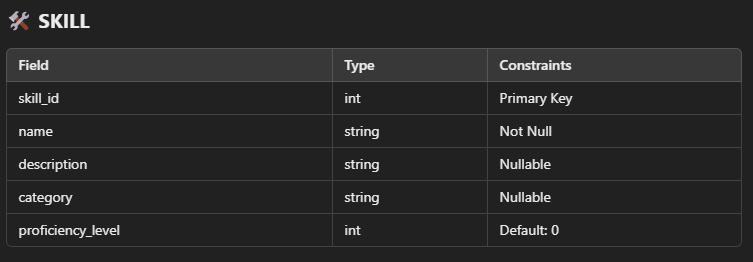 🛠 SKILL
Field Type Constraints
skill_id int Primary Key
name string Not Null
description string Nullable
category string Nullable
proficiency_level int Default: 0